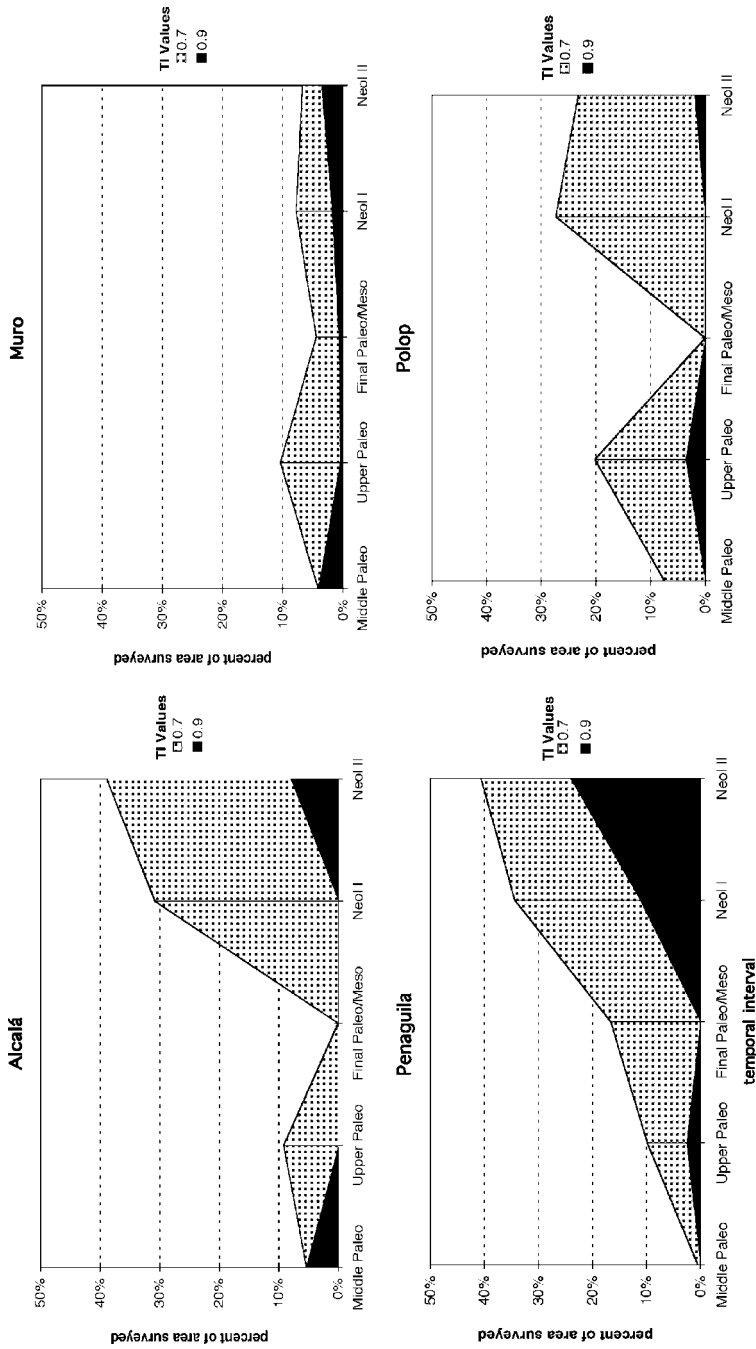 Alcalá
percent of area surveyed
50%
40%
30%
20%
10%
0%
Middle Paleo Upper Paleo Final Paleo/Meso Neol I Neol II
TI Values
0.7
0.9
Muro
percent of area surveyed
50%
40%
30%
20%
10%
0%
Middle Paleo Upper Paleo Final Paleo/Meso Neol I Neol II
TI Values
0.7
0.9
Penaguila
percent of area surveyed
50%
40%
30%
20%
10%
0%
Middle Paleo Upper Paleo Final Paleo/Meso Neol I Neol II
temporal interval
TI Values
0.7
0.9
Polop
percent of area surveyed
50%
40%
30%
20%
10%
0%
Middle Paleo Upper Paleo Final Paleo/Meso Neol I Neol II
TI Values
0.7
0.9